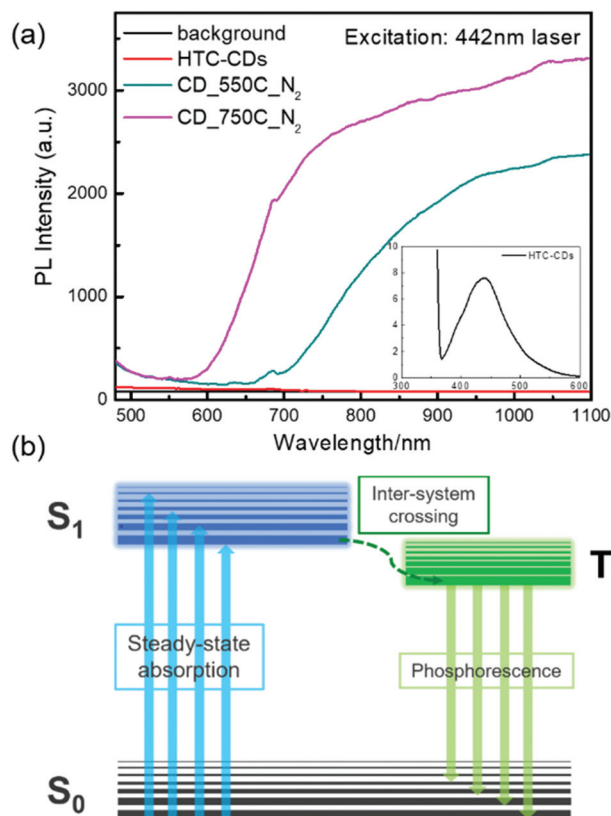 (a)
background
HTC-CDs
CD_550C_N₂
CD_750C_N₂
Excitation: 442nm laser
PL Intensity (a.u.)
3000
2000
1000
0
500 600 700 800 900 1000 1100
Wavelength/nm
HTC-CDs
10
8
6
4
2
0
300 400 500 600
(b)
S₁
Inter-system
crossing
T
Steady-state
absorption
Phosphorescence
S₀